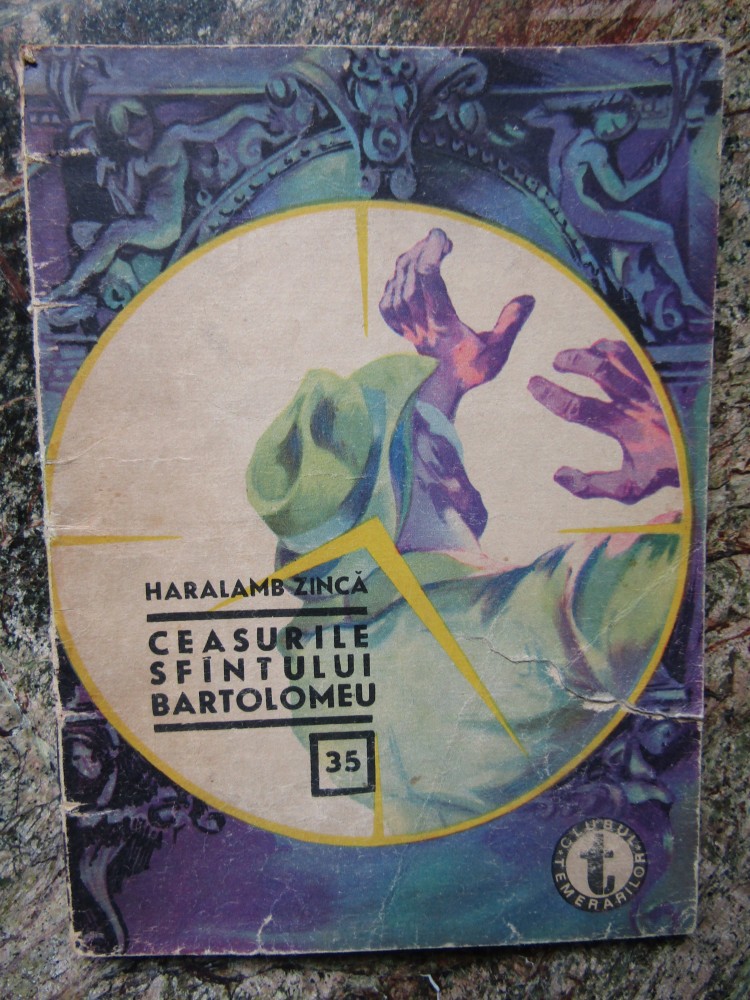 HARALAMB ZINCĂ
CEASURILE
SFÎNTULUI
BARTOLOMEU
35
CLUBUL
t
TEMERARILOR